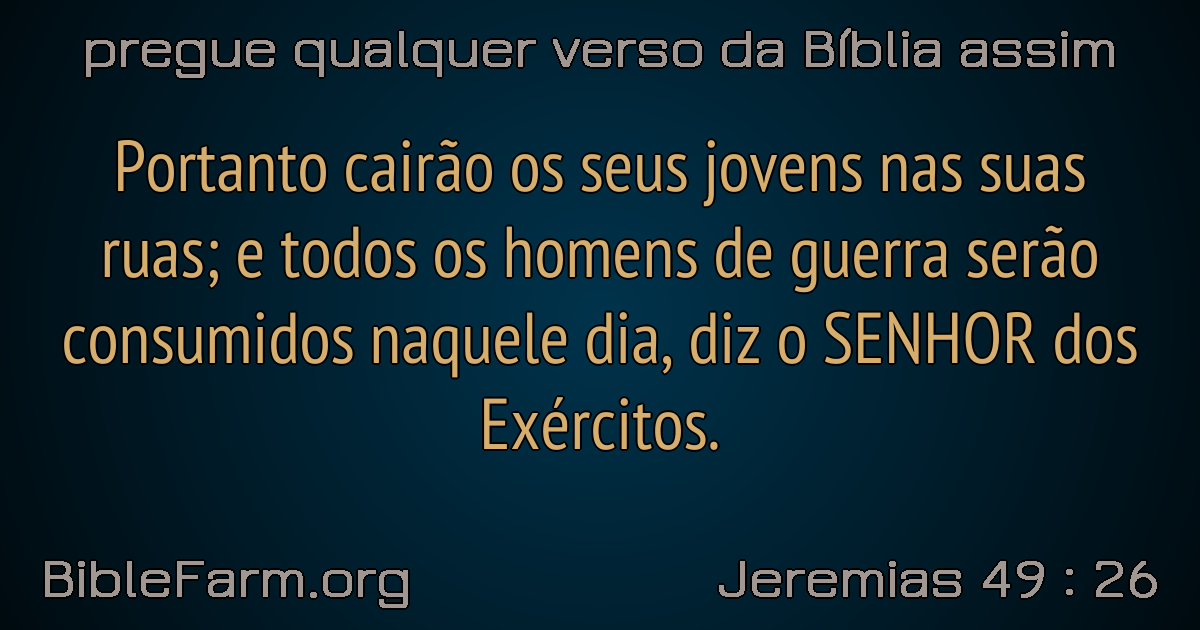 pregue qualquer verso da Bíblia assim
Portanto cairão os seus jovens nas suas
ruas; e todos os homens de guerra serão
consumidos naquele dia, diz o SENHOR dos
Exércitos.
BibleFarm.org
Jeremias 49 : 26